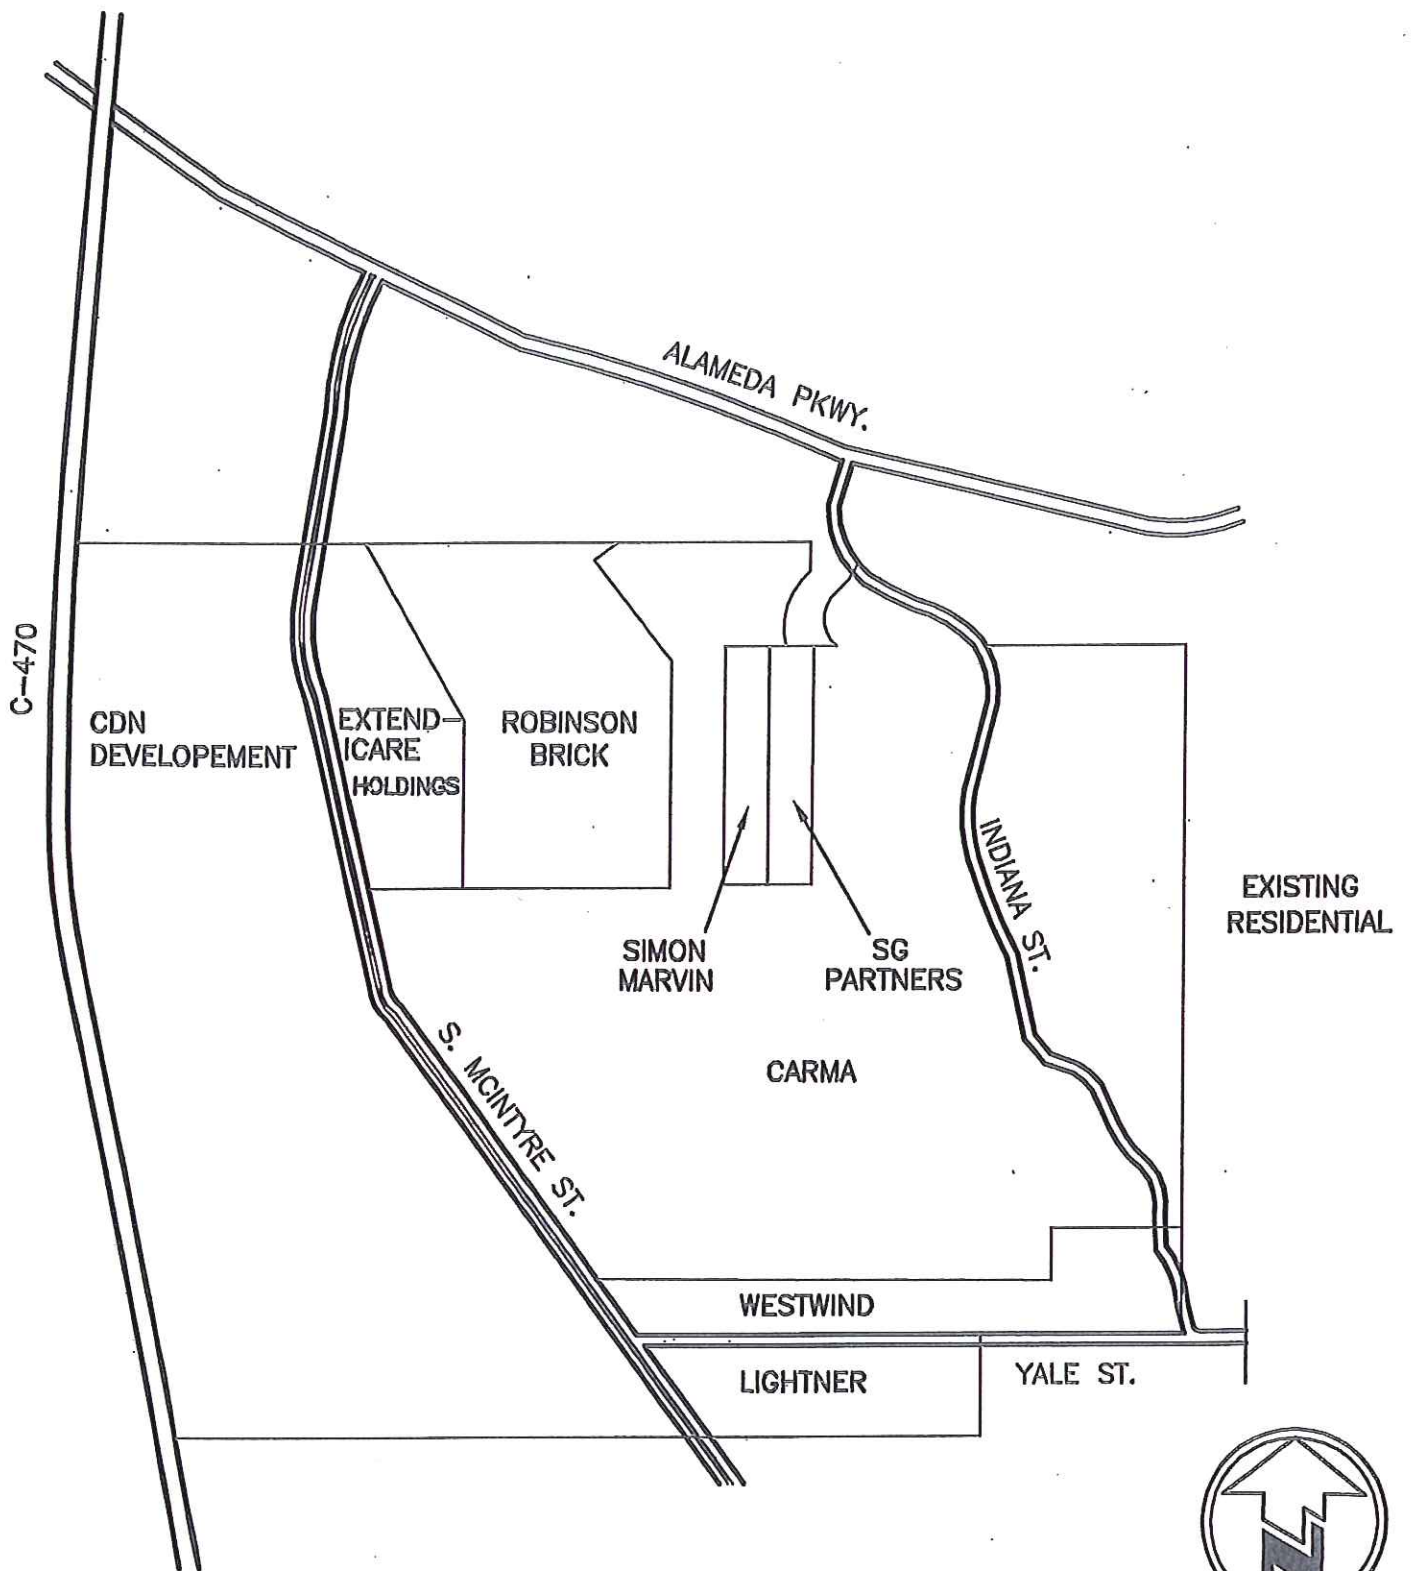 ALAMEDA PKWY.
C-470
CDN
DEVELOPEMENT
EXTEND-
ICARE
HOLDINGS
ROBINSON
BRICK
SIMON
MARVIN
SG
PARTNERS
INDIANA ST.
EXISTING
RESIDENTIAL
S. MCINTYRE ST.
CARMA
WESTWIND
LIGHTNER
YALE ST.